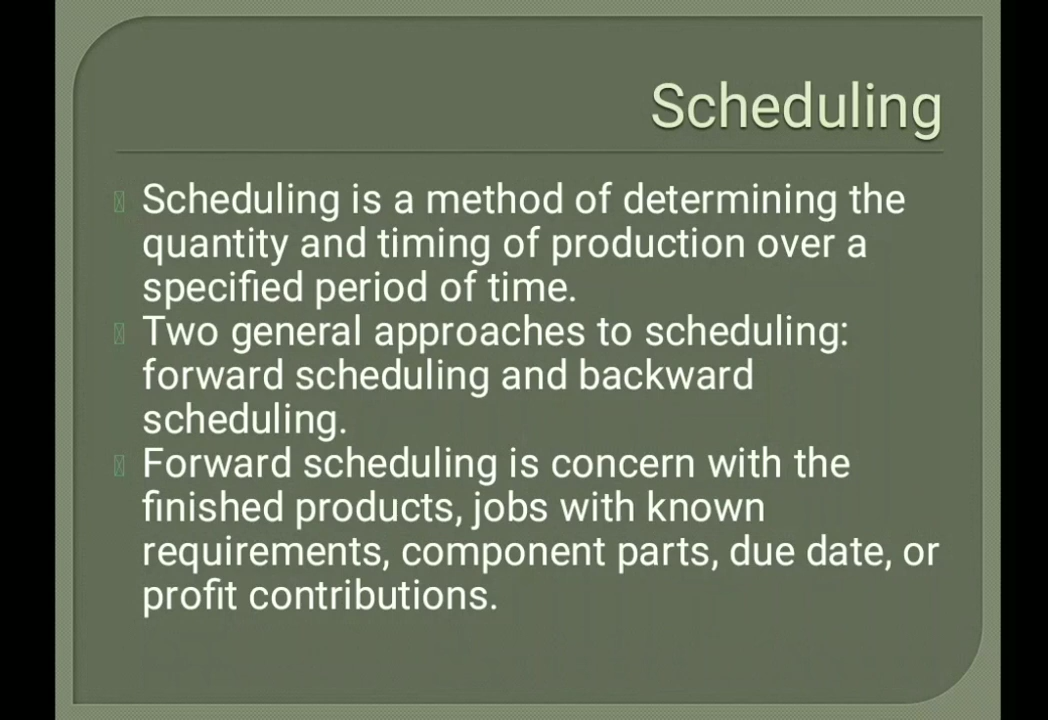 Scheduling
Scheduling is a method of determining the
quantity and timing of production over a
specified period of time.
Two general approaches to scheduling:
forward scheduling and backward
scheduling.
Forward scheduling is concern with the
finished products, jobs with known
requirements, component parts, due date, or
profit contributions.